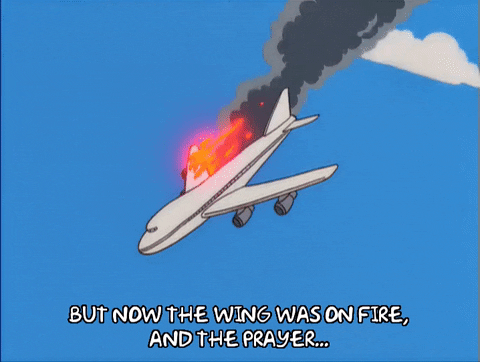 BUT NOW THE WING WAS ON FIRE,
AND THE PRAYER...